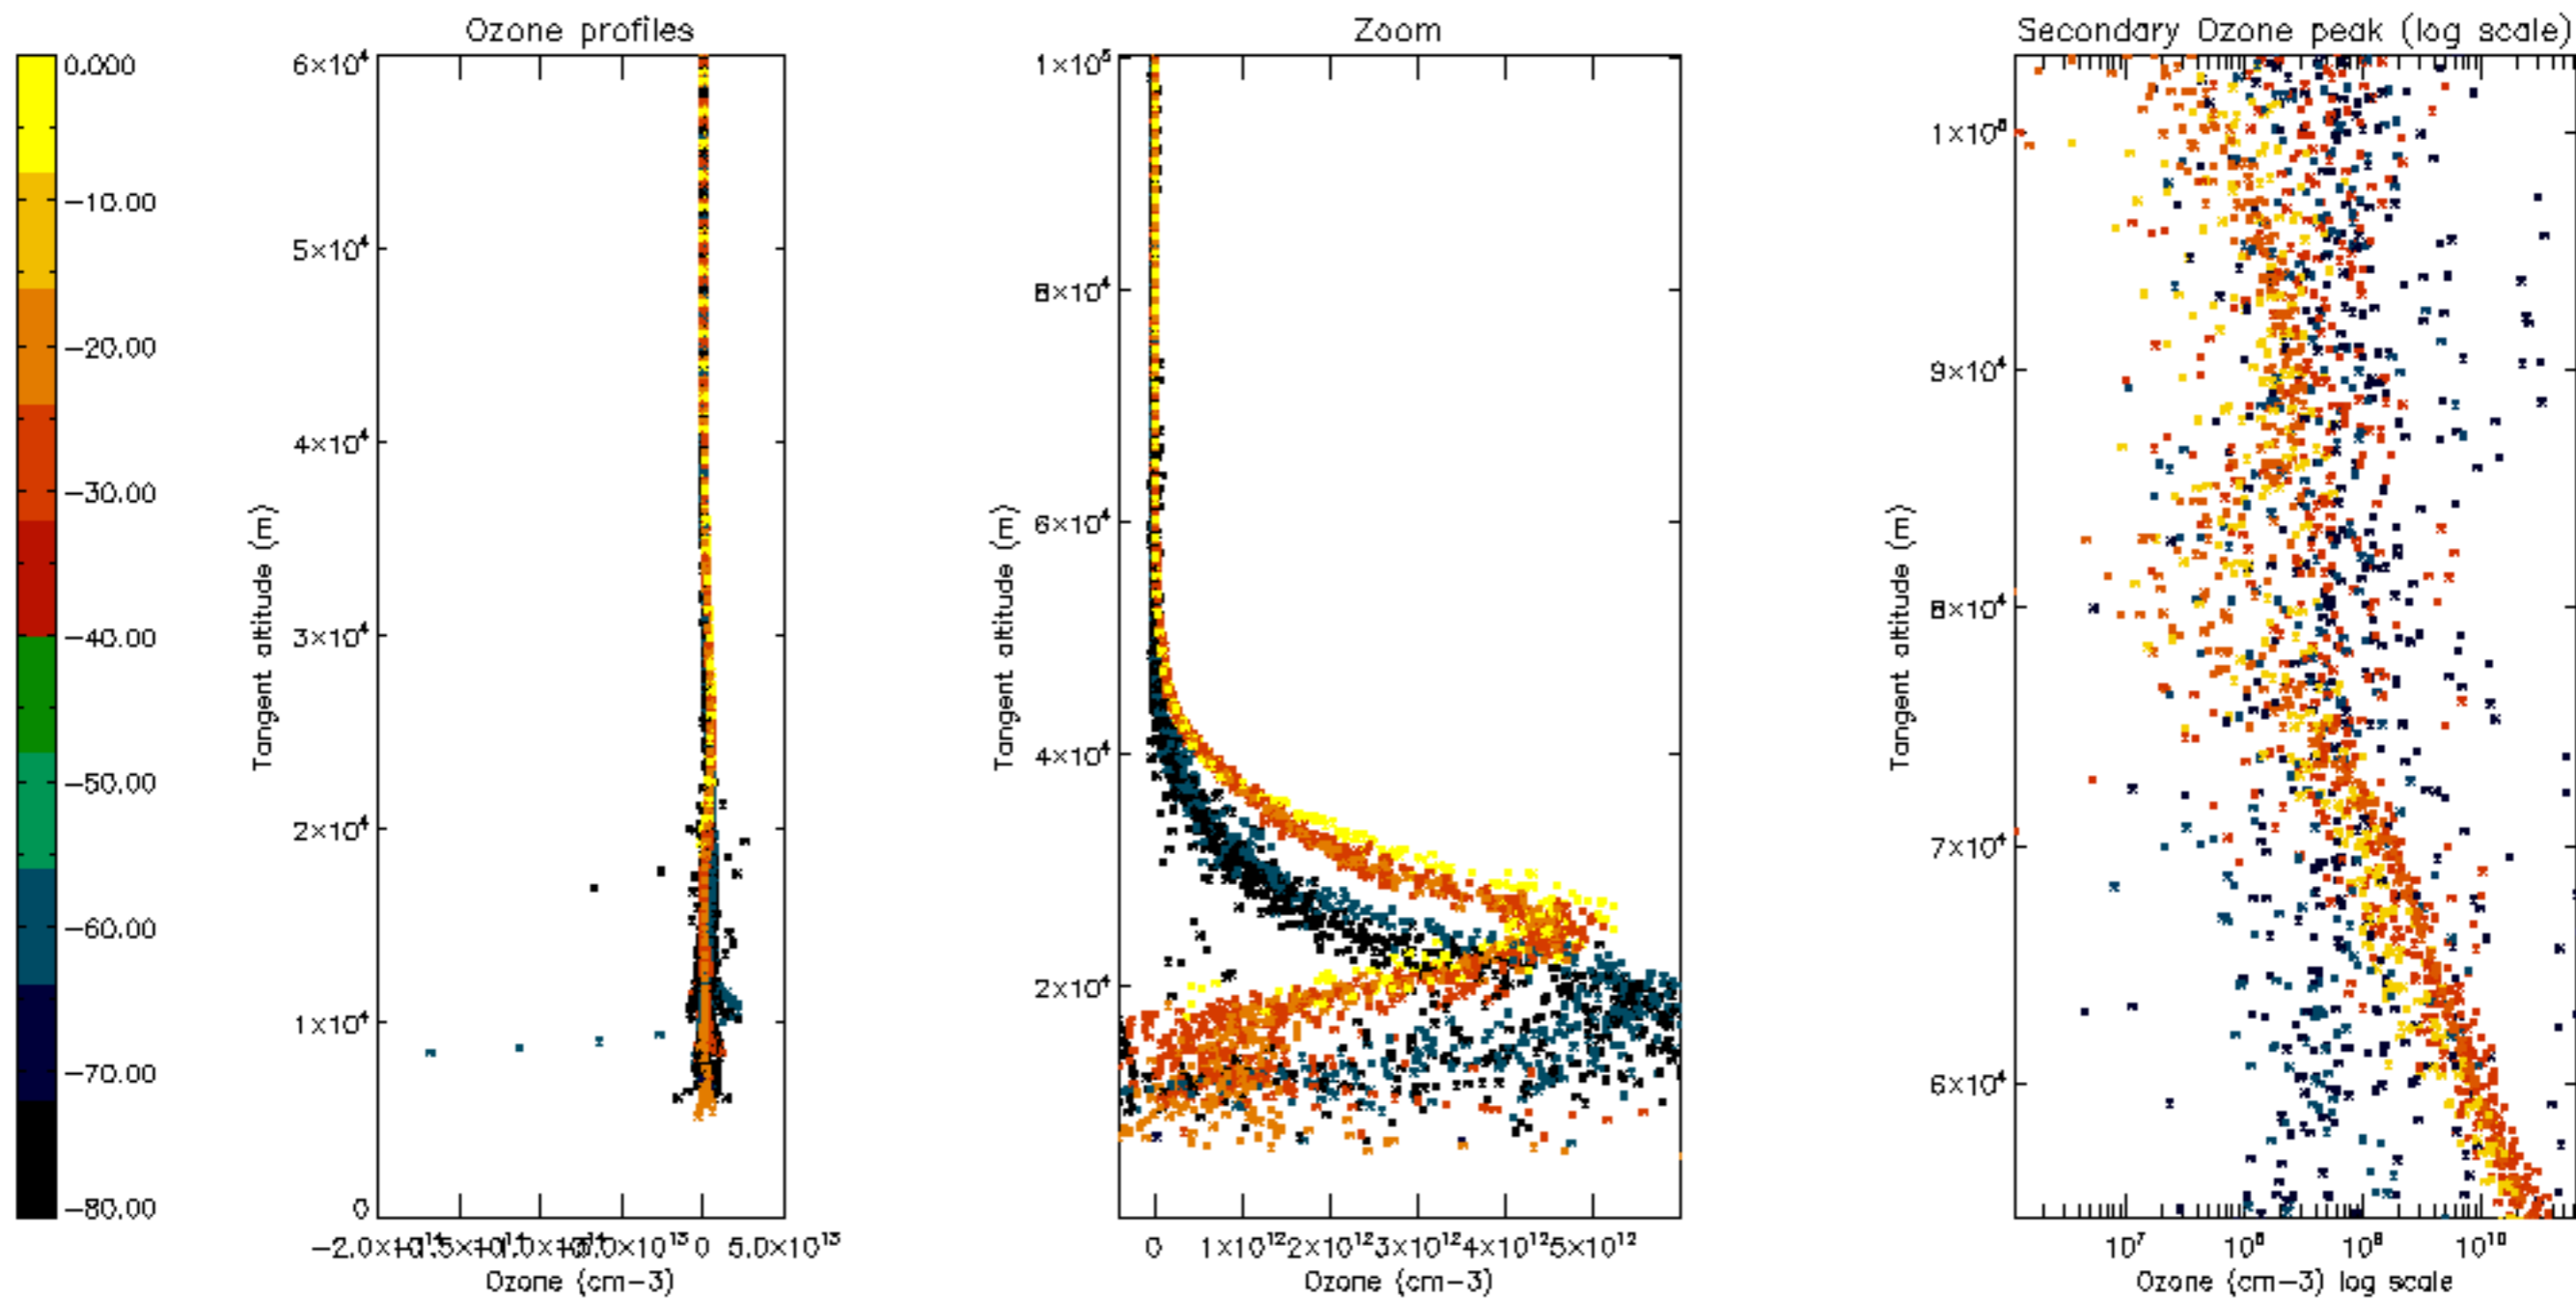 Ozone profiles
Zoom
Secondary Ozone peak (log scale)
0.000
−10.00
−20.00
−30.00
−40.00
−50.00
−60.00
−70.00
−80.00
Tangent altitude (m)
6×10⁴
5×10⁴
4×10⁴
3×10⁴
2×10⁴
1×10⁴
0
−2.0×10¹⁴
0 5.0×10¹³
Ozone (cm−3)
Tangent altitude (m)
1×10⁵
8×10⁴
6×10⁴
4×10⁴
2×10⁴
0 1×10¹² 2×10¹² 3×10¹² 4×10¹² 5×10¹²
Ozone (cm−3)
Tangent altitude (m)
1×10⁵
9×10⁴
8×10⁴
7×10⁴
6×10⁴
10⁷ 10⁸ 10⁹ 10¹⁰
Ozone (cm−3) log scale